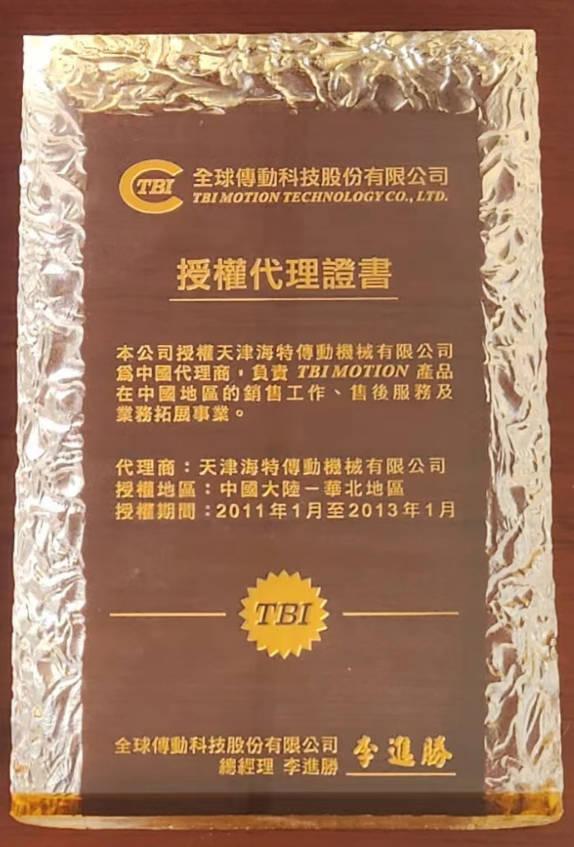 TBI 全球傳動科技股份有限公司
TBI MOTION TECHNOLOGY CO., LTD.
授權代理證書
本公司授權天津海特傳動機械有限公司
爲中國代理商，負責 TBI MOTION 產品
在中國地區的銷售工作、售後服務及
業務拓展事業。
代理商：天津海特傳動機械有限公司
授權地區：中國大陸－華北地區
授權期間：2011年1月至2013年1月
TBI
全球傳動科技股份有限公司
總經理 李進勝 李進勝